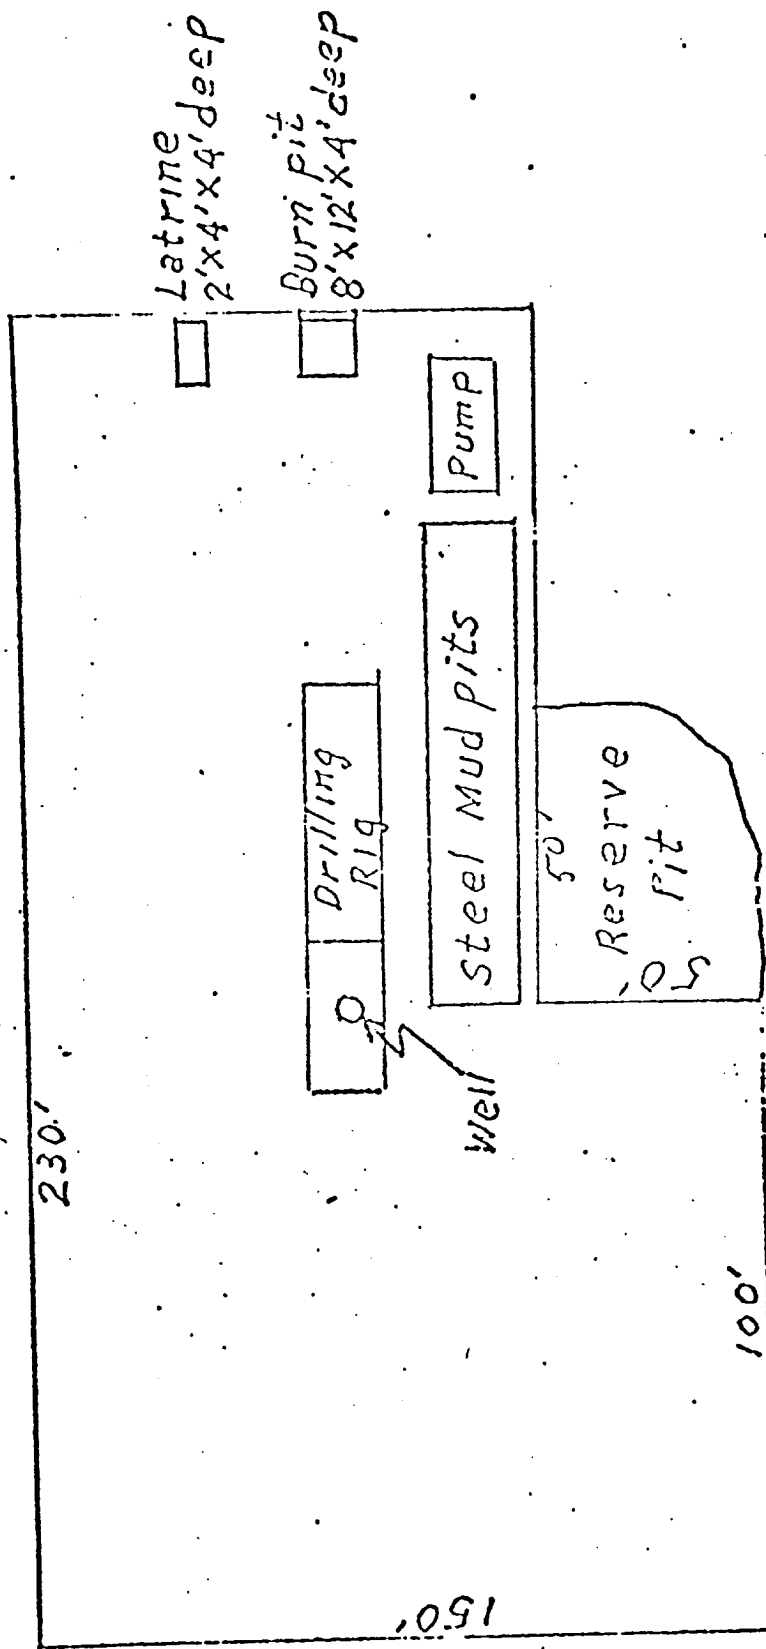 Latrine
2'x4'x4'deep
Burn pit
8'x12'x4'deep
230.'
Pump
Drilling
Rig
Steel Mud pits
Well
50'
Reserve
Pit
50'
100'
150'